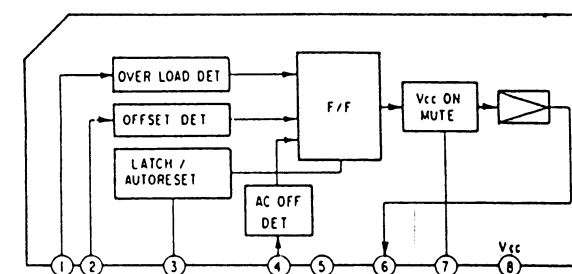 OVER LOAD DET
OFFSET DET
LATCH /
AUTORESET
F/F
AC OFF
DET
Vcc ON
MUTE
Vcc
1 2 3 4 5 6 7 8